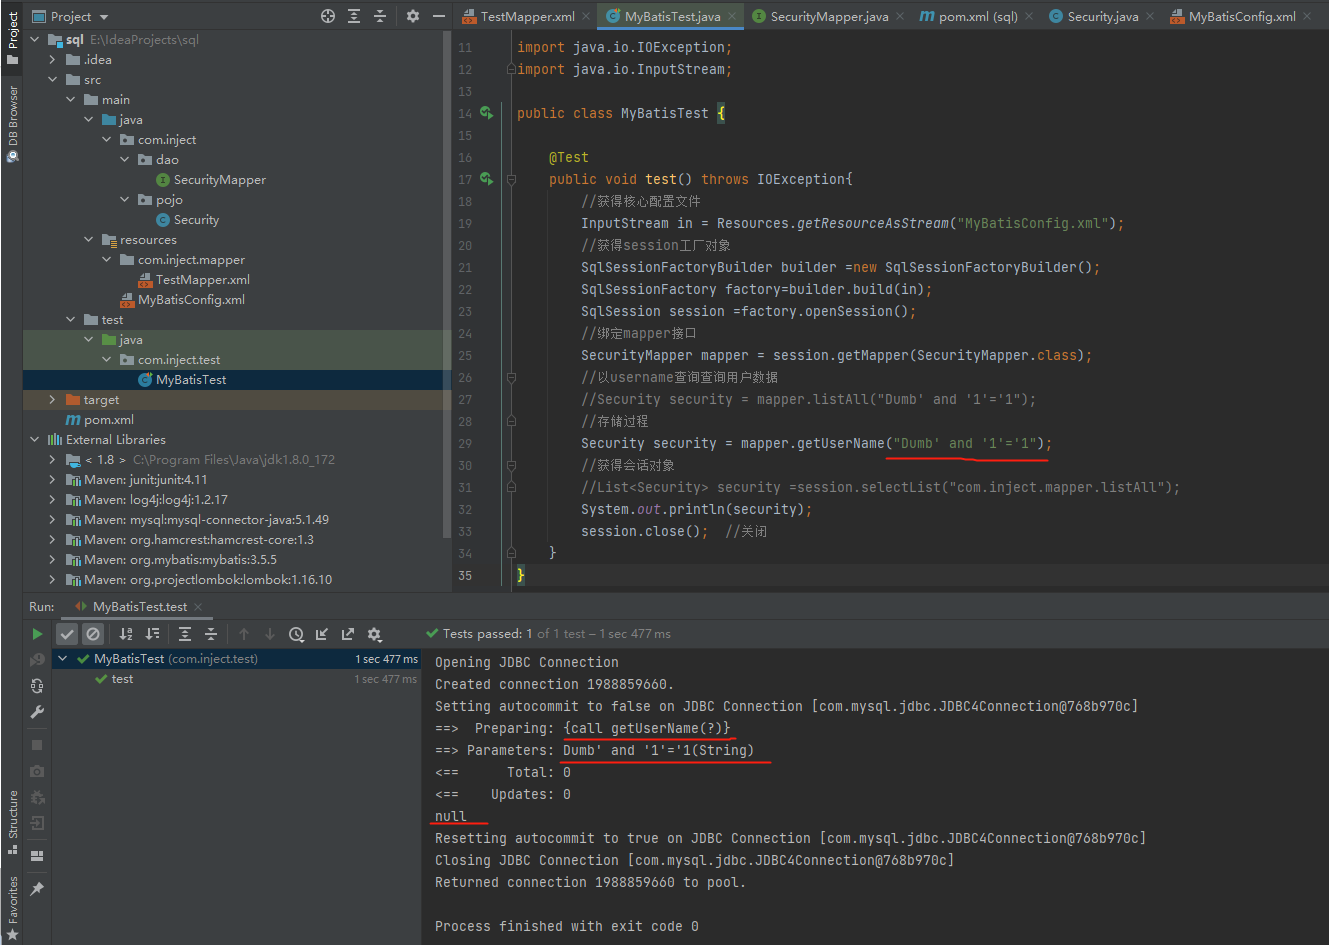 Project
TestMapper.xml
MyBatisTest.java
SecurityMapper.java
pom.xml (sql)
Security.java
MyBatisConfig.xml
Project
DB Browser
Structure
Favorites
sql E:\IdeaProjects\sql
.idea
src
main
java
com.inject
dao
SecurityMapper
pojo
Security
resources
com.inject.mapper
TestMapper.xml
MyBatisConfig.xml
test
java
com.inject.test
MyBatisTest
target
pom.xml
External Libraries
< 1.8 > C:\Program Files\Java\jdk1.8.0_172
Maven: junit:junit:4.11
Maven: log4j:log4j:1.2.17
Maven: mysql:mysql-connector-java:5.1.49
Maven: org.hamcrest:hamcrest-core:1.3
Maven: org.mybatis:mybatis:3.5.5
Maven: org.projectlombok:lombok:1.16.10
11 import java.io.IOException;
12 import java.io.InputStream;
13
14 public class MyBatisTest {
15
16 @Test
17 public void test() throws IOException{
18 //获得核心配置文件
19 InputStream in = Resources.getResourceAsStream("MyBatisConfig.xml");
20 //获得session工厂对象
21 SqlSessionFactoryBuilder builder =new SqlSessionFactoryBuilder();
22 SqlSessionFactory factory=builder.build(in);
23 SqlSession session =factory.openSession();
24 //绑定mapper接口
25 SecurityMapper mapper = session.getMapper(SecurityMapper.class);
26 //以username查询查询用户数据
27 //Security security = mapper.listAll("Dumb' and '1'='1");
28 //存储过程
29 Security security = mapper.getUserName("Dumb' and '1'='1");
30 //获得会话对象
31 //List<Security> security =session.selectList("com.inject.mapper.listAll");
32 System.out.println(security);
33 session.close(); //关闭
34 }
35 }
Run: MyBatisTest.test
Tests passed: 1 of 1 test – 1 sec 477 ms
MyBatisTest (com.inject.test) 1 sec 477 ms
test 1 sec 477 ms
Opening JDBC Connection
Created connection 1988859660.
Setting autocommit to false on JDBC Connection [com.mysql.jdbc.JDBC4Connection@768b970c]
==> Preparing: {call getUserName(?)}
==> Parameters: Dumb' and '1'='1(String)
<== Total: 0
<== Updates: 0
null
Resetting autocommit to true on JDBC Connection [com.mysql.jdbc.JDBC4Connection@768b970c]
Closing JDBC Connection [com.mysql.jdbc.JDBC4Connection@768b970c]
Returned connection 1988859660 to pool.
Process finished with exit code 0